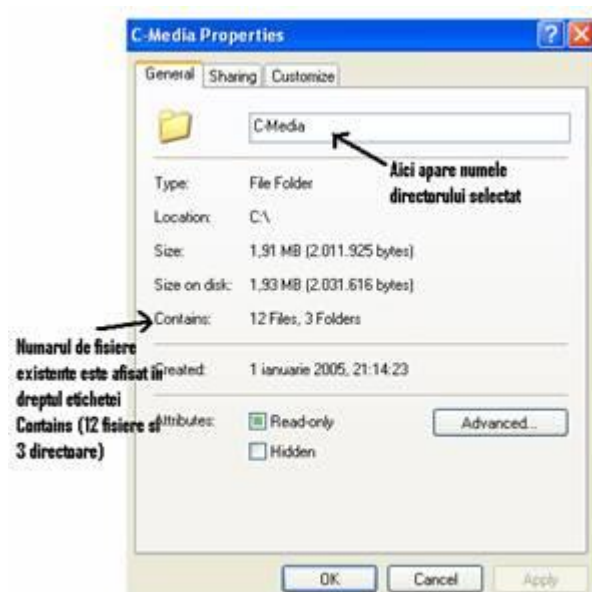 C-Media Properties
General Sharing Customize
C-Media
Aici apare numele
directorului selectat
Type: File Folder
Location: C:\
Size: 1,91 MB (2.011.925 bytes)
Size on disk: 1,93 MB (2.031.616 bytes)
Contains: 12 Files, 3 Folders
Numarul de fisiere
existente este afisat in
dreptul etichetei
Contains (12 fisiere si
3 directoare)
Created: 1 ianuarie 2005, 21:14:23
Attributes: Read-only
Advanced...
Hidden
OK Cancel Apply